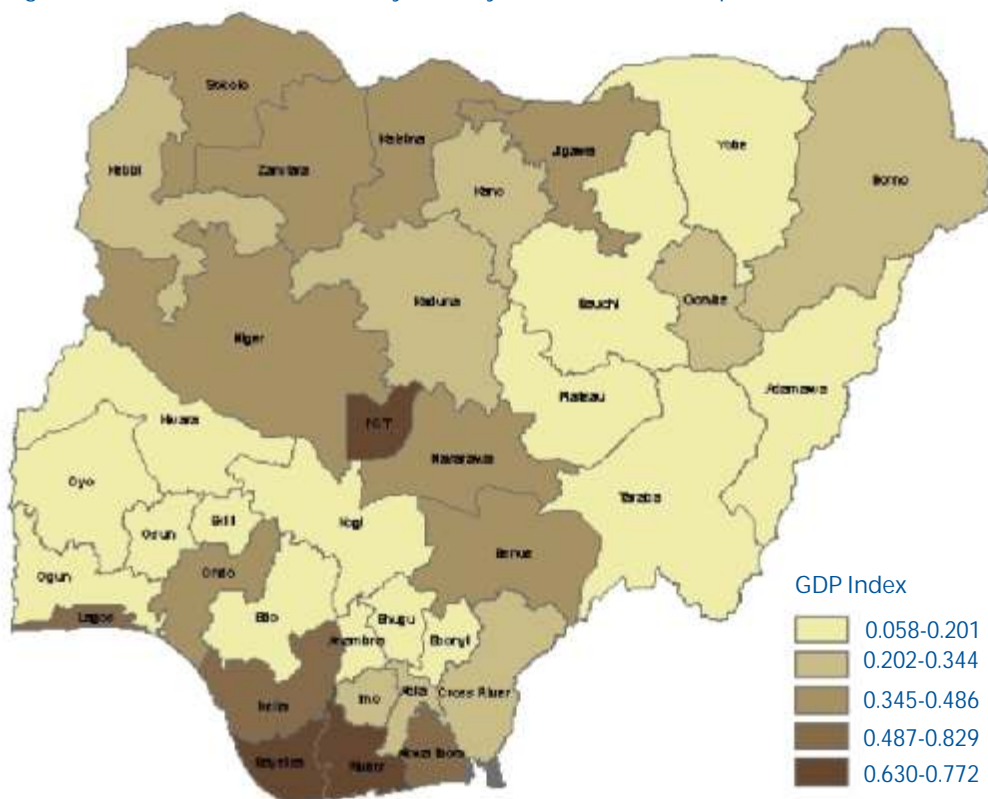 Sokoto
Yobe
Katsina
Jigawa
Kebbi
Zamfara
Borno
Kano
Kaduna
Bauchi
Gombe
Niger
Adamawa
Plateau
Kwara
FCT
Nasarawa
Oyo
Taraba
Ekiti
Kogi
Osun
Benue
Ogun
Ondo
GDP Index
Lagos
Edo
Enugu
Anambra
Ebonyi
0.058-0.201
0.202-0.344
Imo
Abia
Cross River
0.345-0.486
Delta
0.487-0.829
Akwa Ibom
Bayelsa
Rivers
0.630-0.772